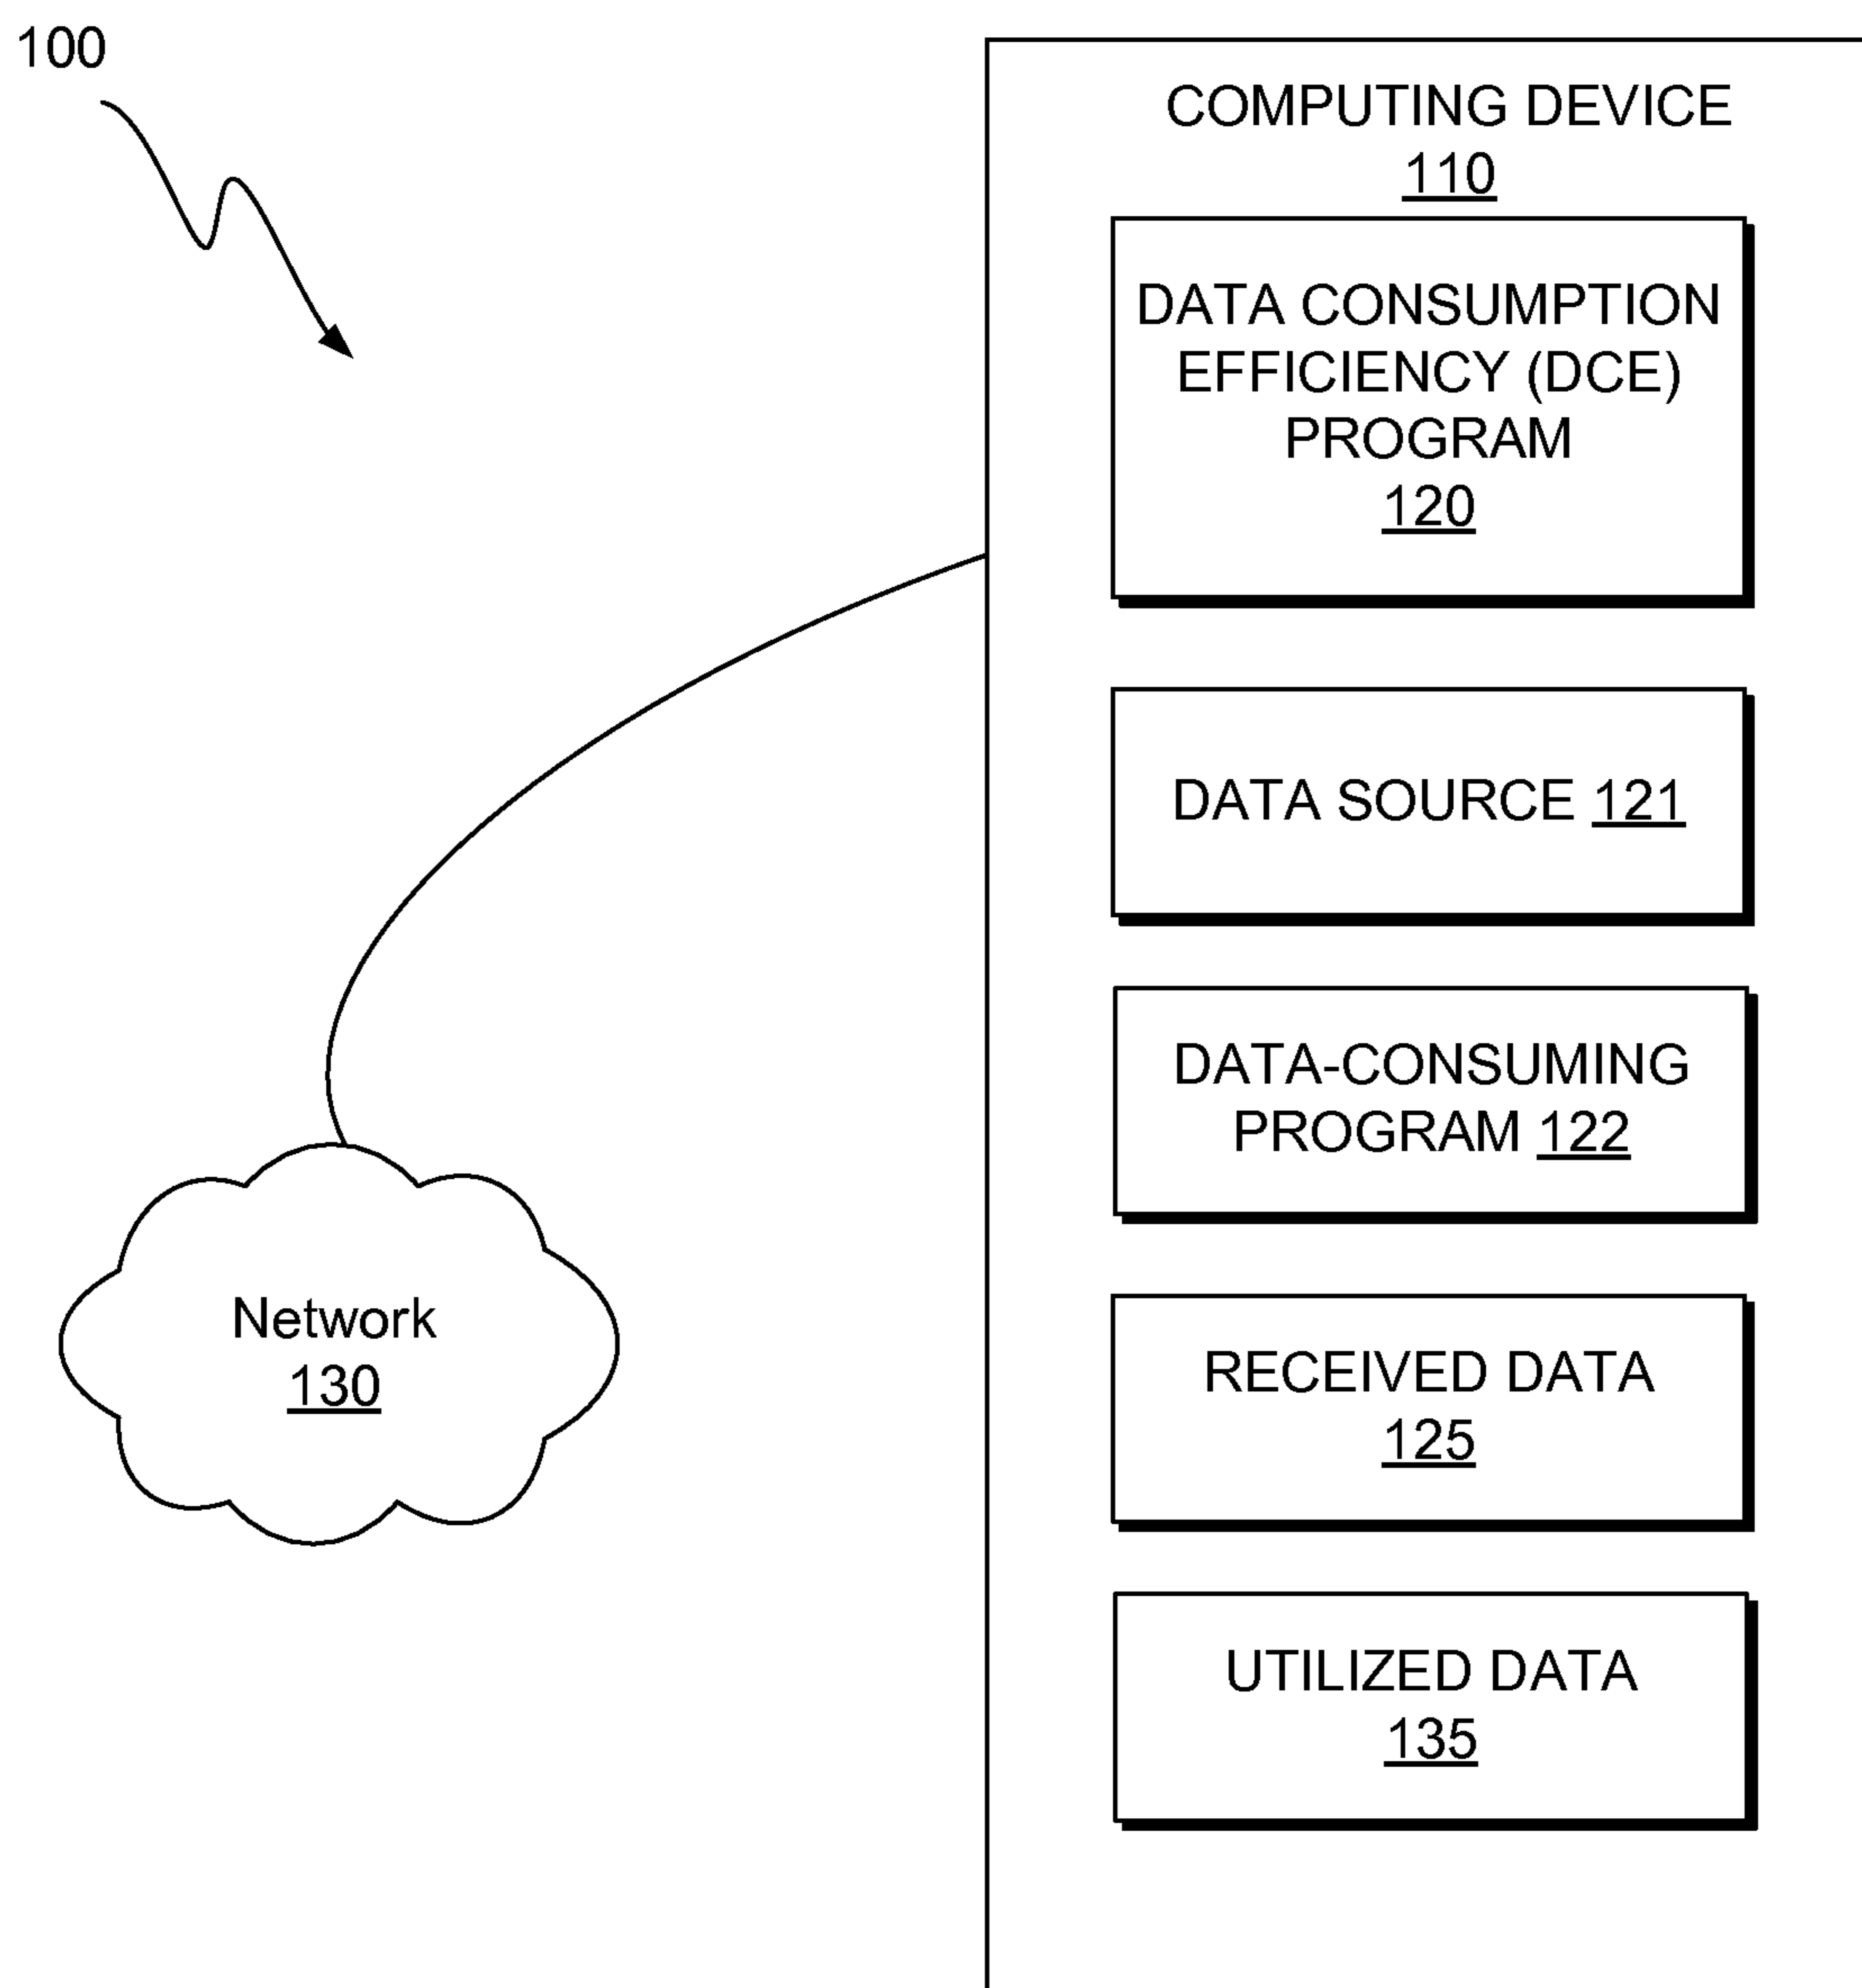 100
COMPUTING DEVICE
110
DATA CONSUMPTION
EFFICIENCY (DCE)
PROGRAM
120
DATA SOURCE 121
DATA-CONSUMING
PROGRAM 122
Network
130
RECEIVED DATA
125
UTILIZED DATA
135